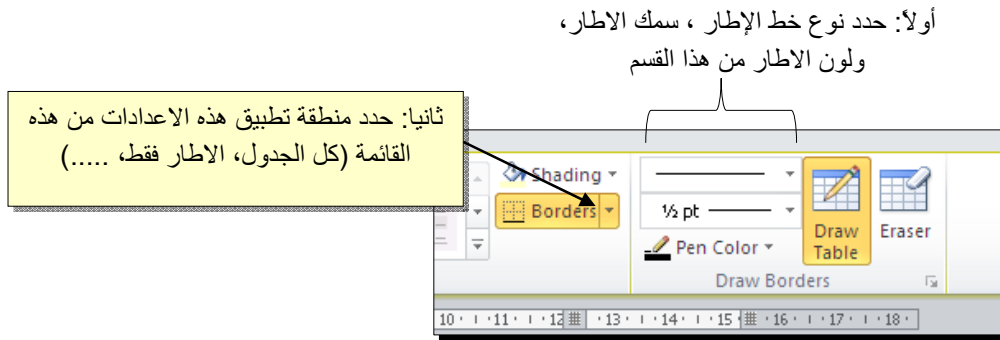 أولاً: حدد نوع خط الإطار ، سمك الاطار،
ولون الاطار من هذا القسم
ثانيا: حدد منطقة تطبيق هذه الاعدادات من هذه
القائمة (كل الجدول، الاطار فقط، .....)
Shading
Borders
½ pt
Pen Color
Draw Table
Eraser
Draw Borders
10 11 12 13 14 15 16 17 18